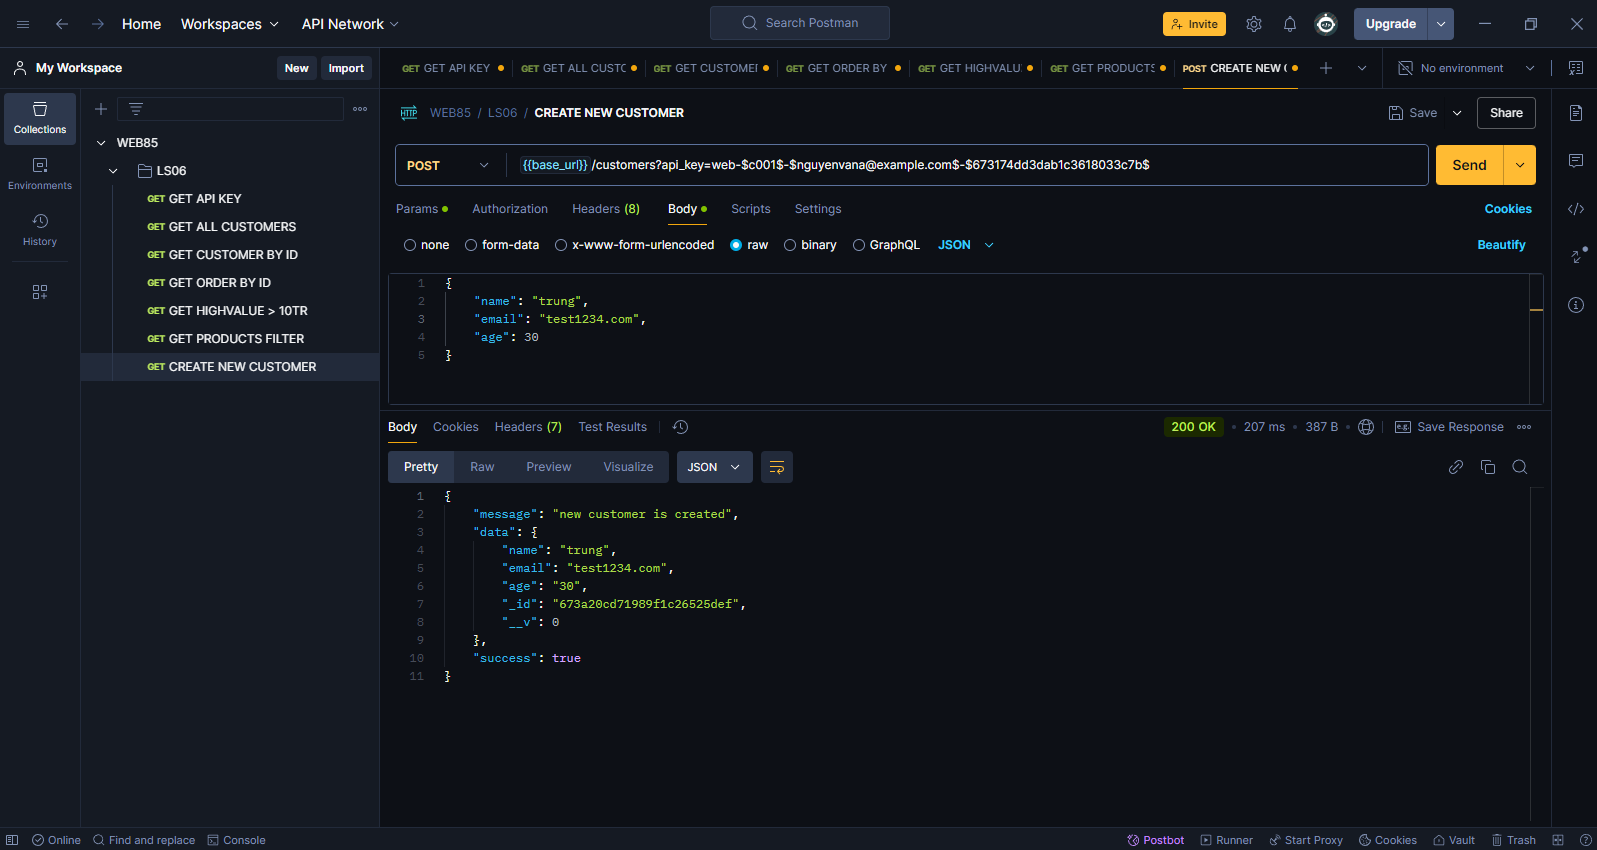 Home Workspaces API Network Search Postman Invite Upgrade
My Workspace New Import GET GET API KEY GET GET ALL CUSTC GET GET CUSTOMER GET GET ORDER BY GET GET HIGHVALU GET GET PRODUCTS POST CREATE NEW No environment
Collections
Environments
History
WEB85
LS06
GET GET API KEY
GET GET ALL CUSTOMERS
GET GET CUSTOMER BY ID
GET GET ORDER BY ID
GET GET HIGHVALUE > 10TR
GET GET PRODUCTS FILTER
GET CREATE NEW CUSTOMER
HTTP WEB85 / LS06 / CREATE NEW CUSTOMER Save Share
POST {{base_url}}/customers?api_key=web-$c001$-$nguyenvana@example.com$-$673174dd3dab1c3618033c7b$ Send
Params Authorization Headers (8) Body Scripts Settings Cookies
none form-data x-www-form-urlencoded raw binary GraphQL JSON Beautify
1 {
2 "name": "trung",
3 "email": "test1234.com",
4 "age": 30
5 }
Body Cookies Headers (7) Test Results 200 OK 207 ms 387 B e.g. Save Response
Pretty Raw Preview Visualize JSON
1 {
2 "message": "new customer is created",
3 "data": {
4 "name": "trung",
5 "email": "test1234.com",
6 "age": "30",
7 "_id": "673a20cd71989f1c26525def",
8 "__v": 0
9 },
10 "success": true
11 }
Online Find and replace Console Postbot Runner Start Proxy Cookies Vault Trash